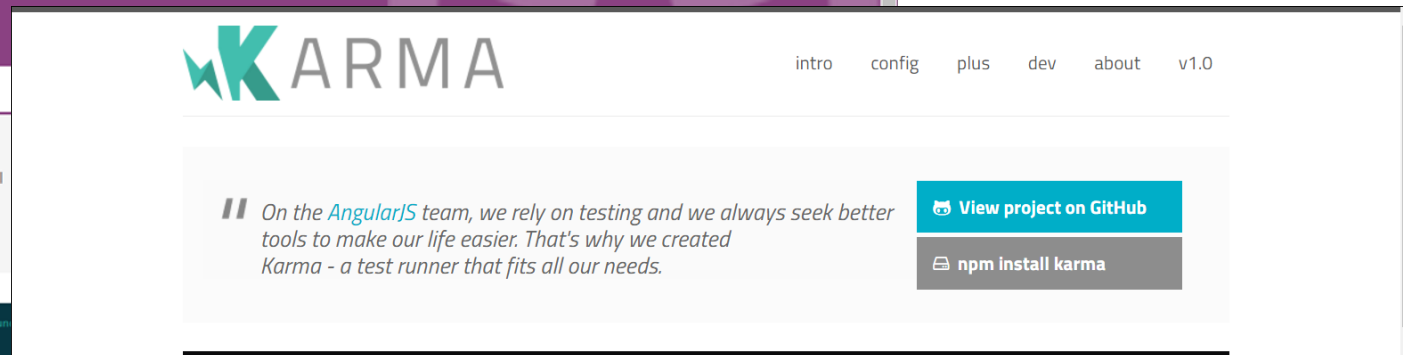 KARMA
intro config plus dev about v1.0
" On the AngularJS team, we rely on testing and we always seek better
tools to make our life easier. That's why we created
Karma - a test runner that fits all our needs.
View project on GitHub
npm install karma